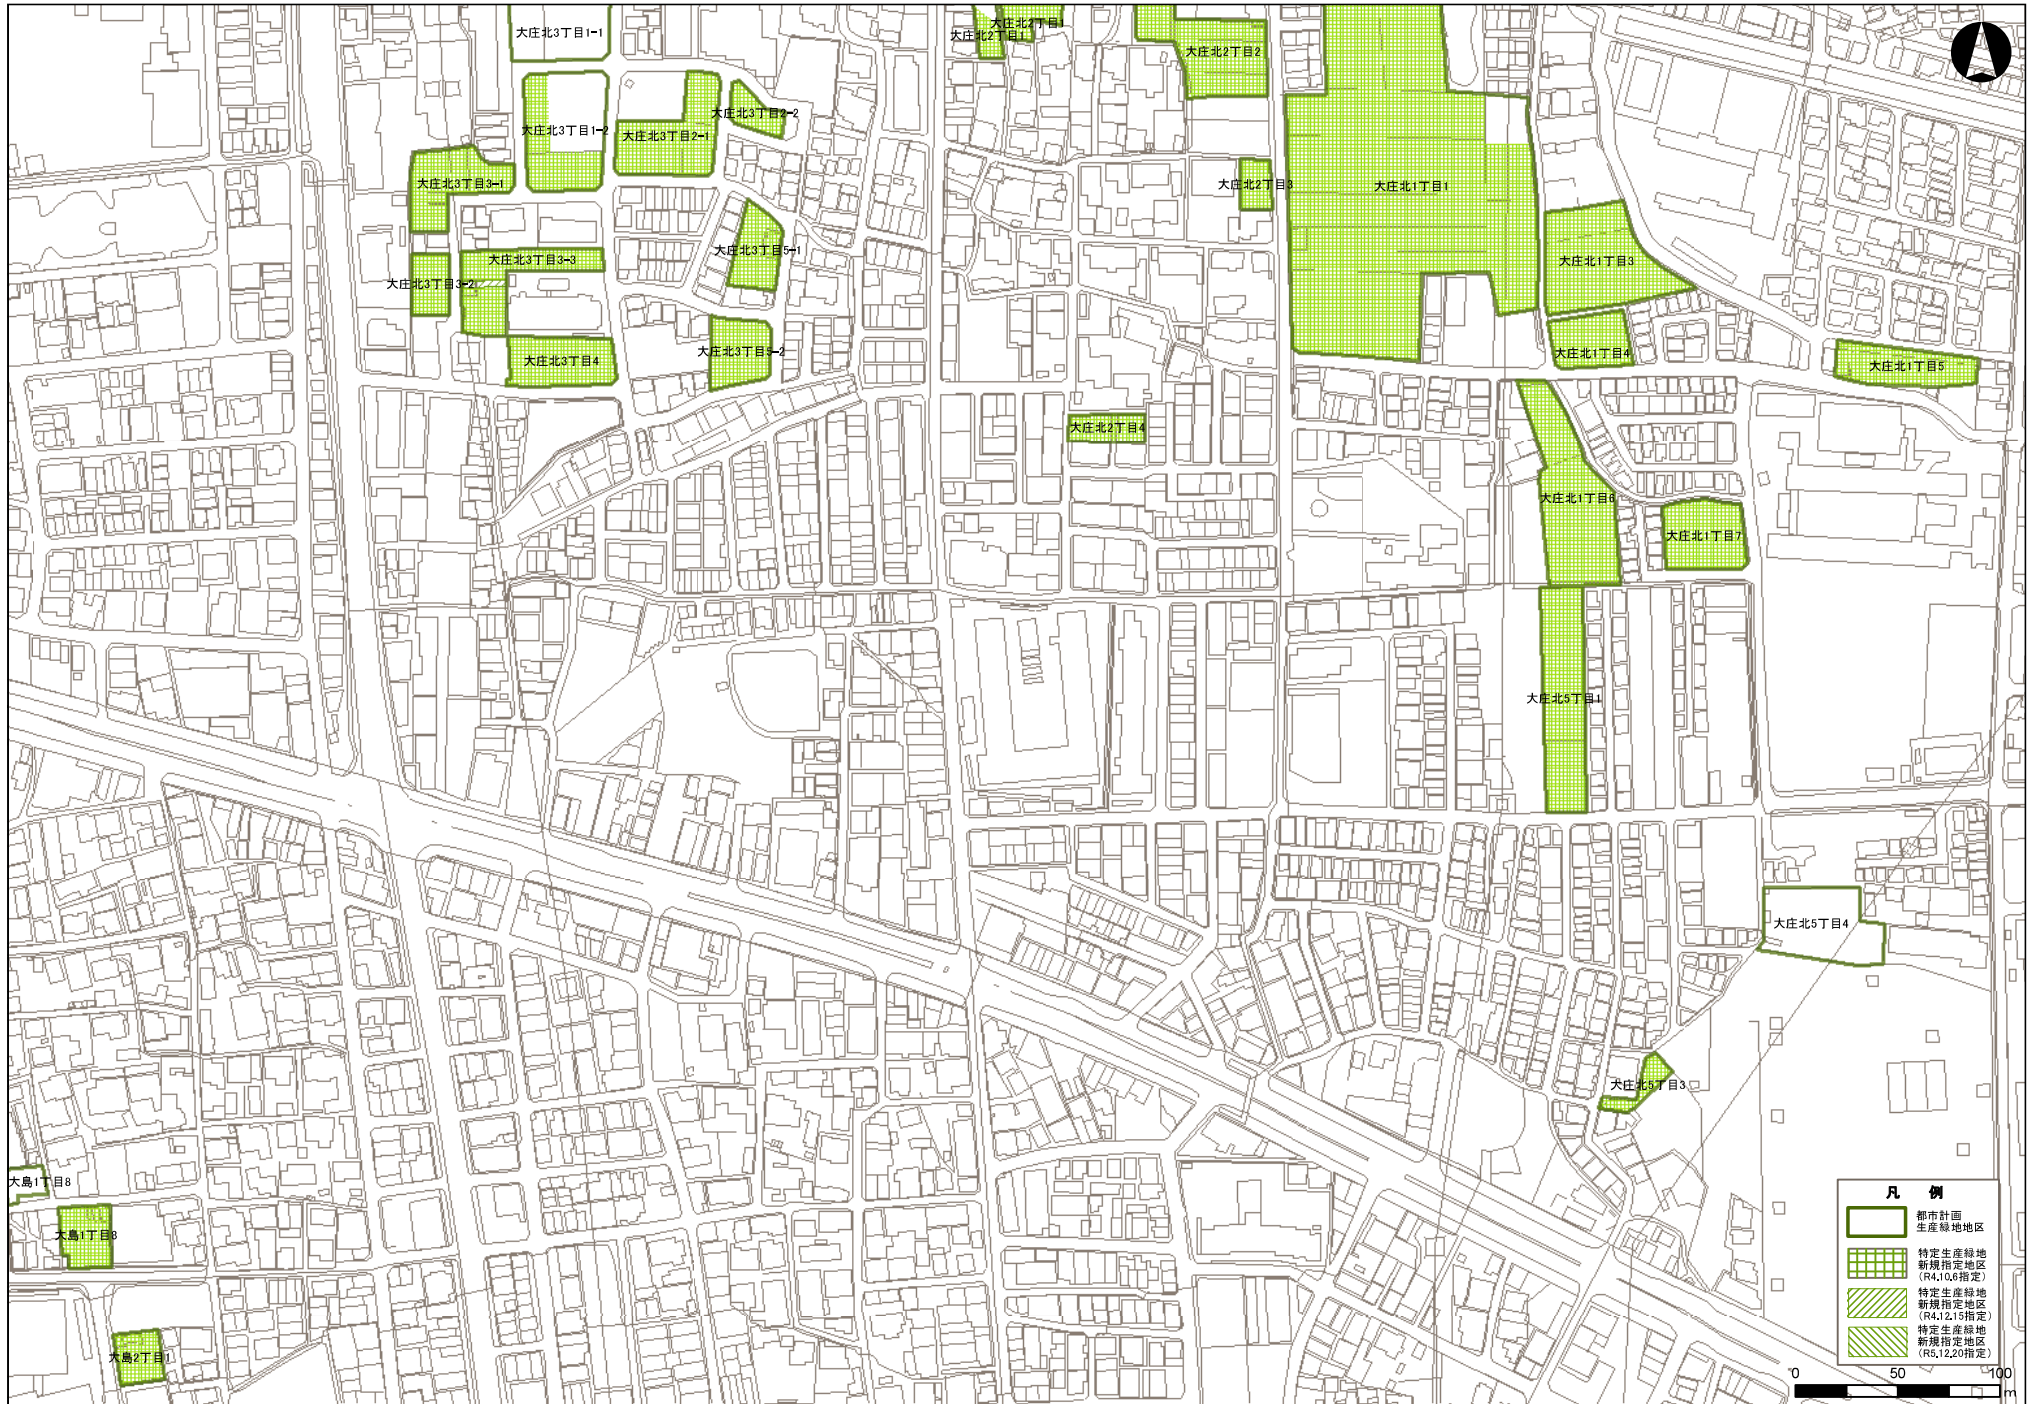 大庄北3丁目1-1
大庄北2丁目1
大庄北2丁目1
大庄北2丁目2
大庄北3丁目2-2
大庄北3丁目1-2
大庄北3丁目2-1
大庄北3丁目3-1
大庄北2丁目3
大庄北1丁目1
大庄北3丁目5-1
大庄北3丁目3-3
大庄北1丁目3
大庄北3丁目3-2
大庄北3丁目5-2
大庄北1丁目4
大庄北3丁目4
大庄北1丁目5
大庄北2丁目4
大庄北1丁目6
大庄北1丁目7
大庄北5丁目1
大庄北5丁目4
大庄北5丁目3
大島1丁目8
大島1丁目8
大島2丁目1
凡 例
都市計画
生産緑地地区
特定生産緑地
新規指定地区
(R4.10.6指定)
特定生産緑地
新規指定地区
(R4.12.15指定)
特定生産緑地
新規指定地区
(R5.12.20指定)
0 50 100
m